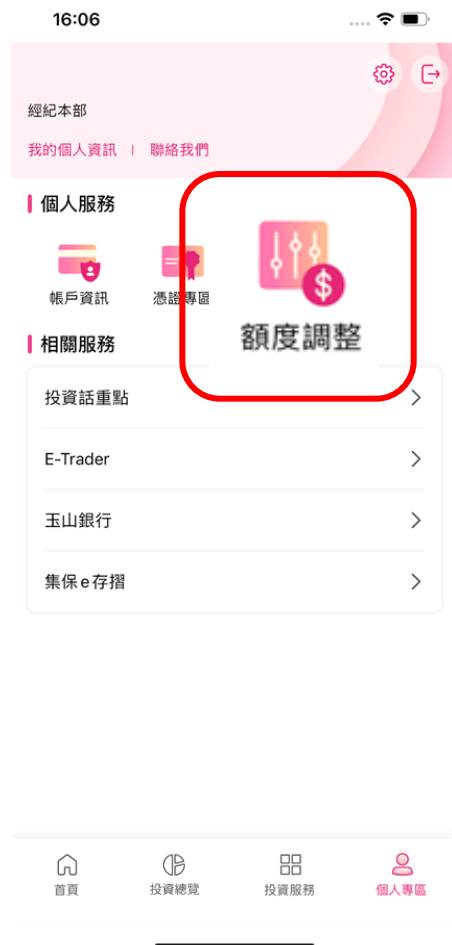 16:06
經紀本部
我的個人資訊 | 聯絡我們
個人服務
帳戶資訊
憑證專區
額度調整
相關服務
投資話重點
E-Trader
玉山銀行
集保e存摺
首頁
投資總覽
投資服務
個人專區